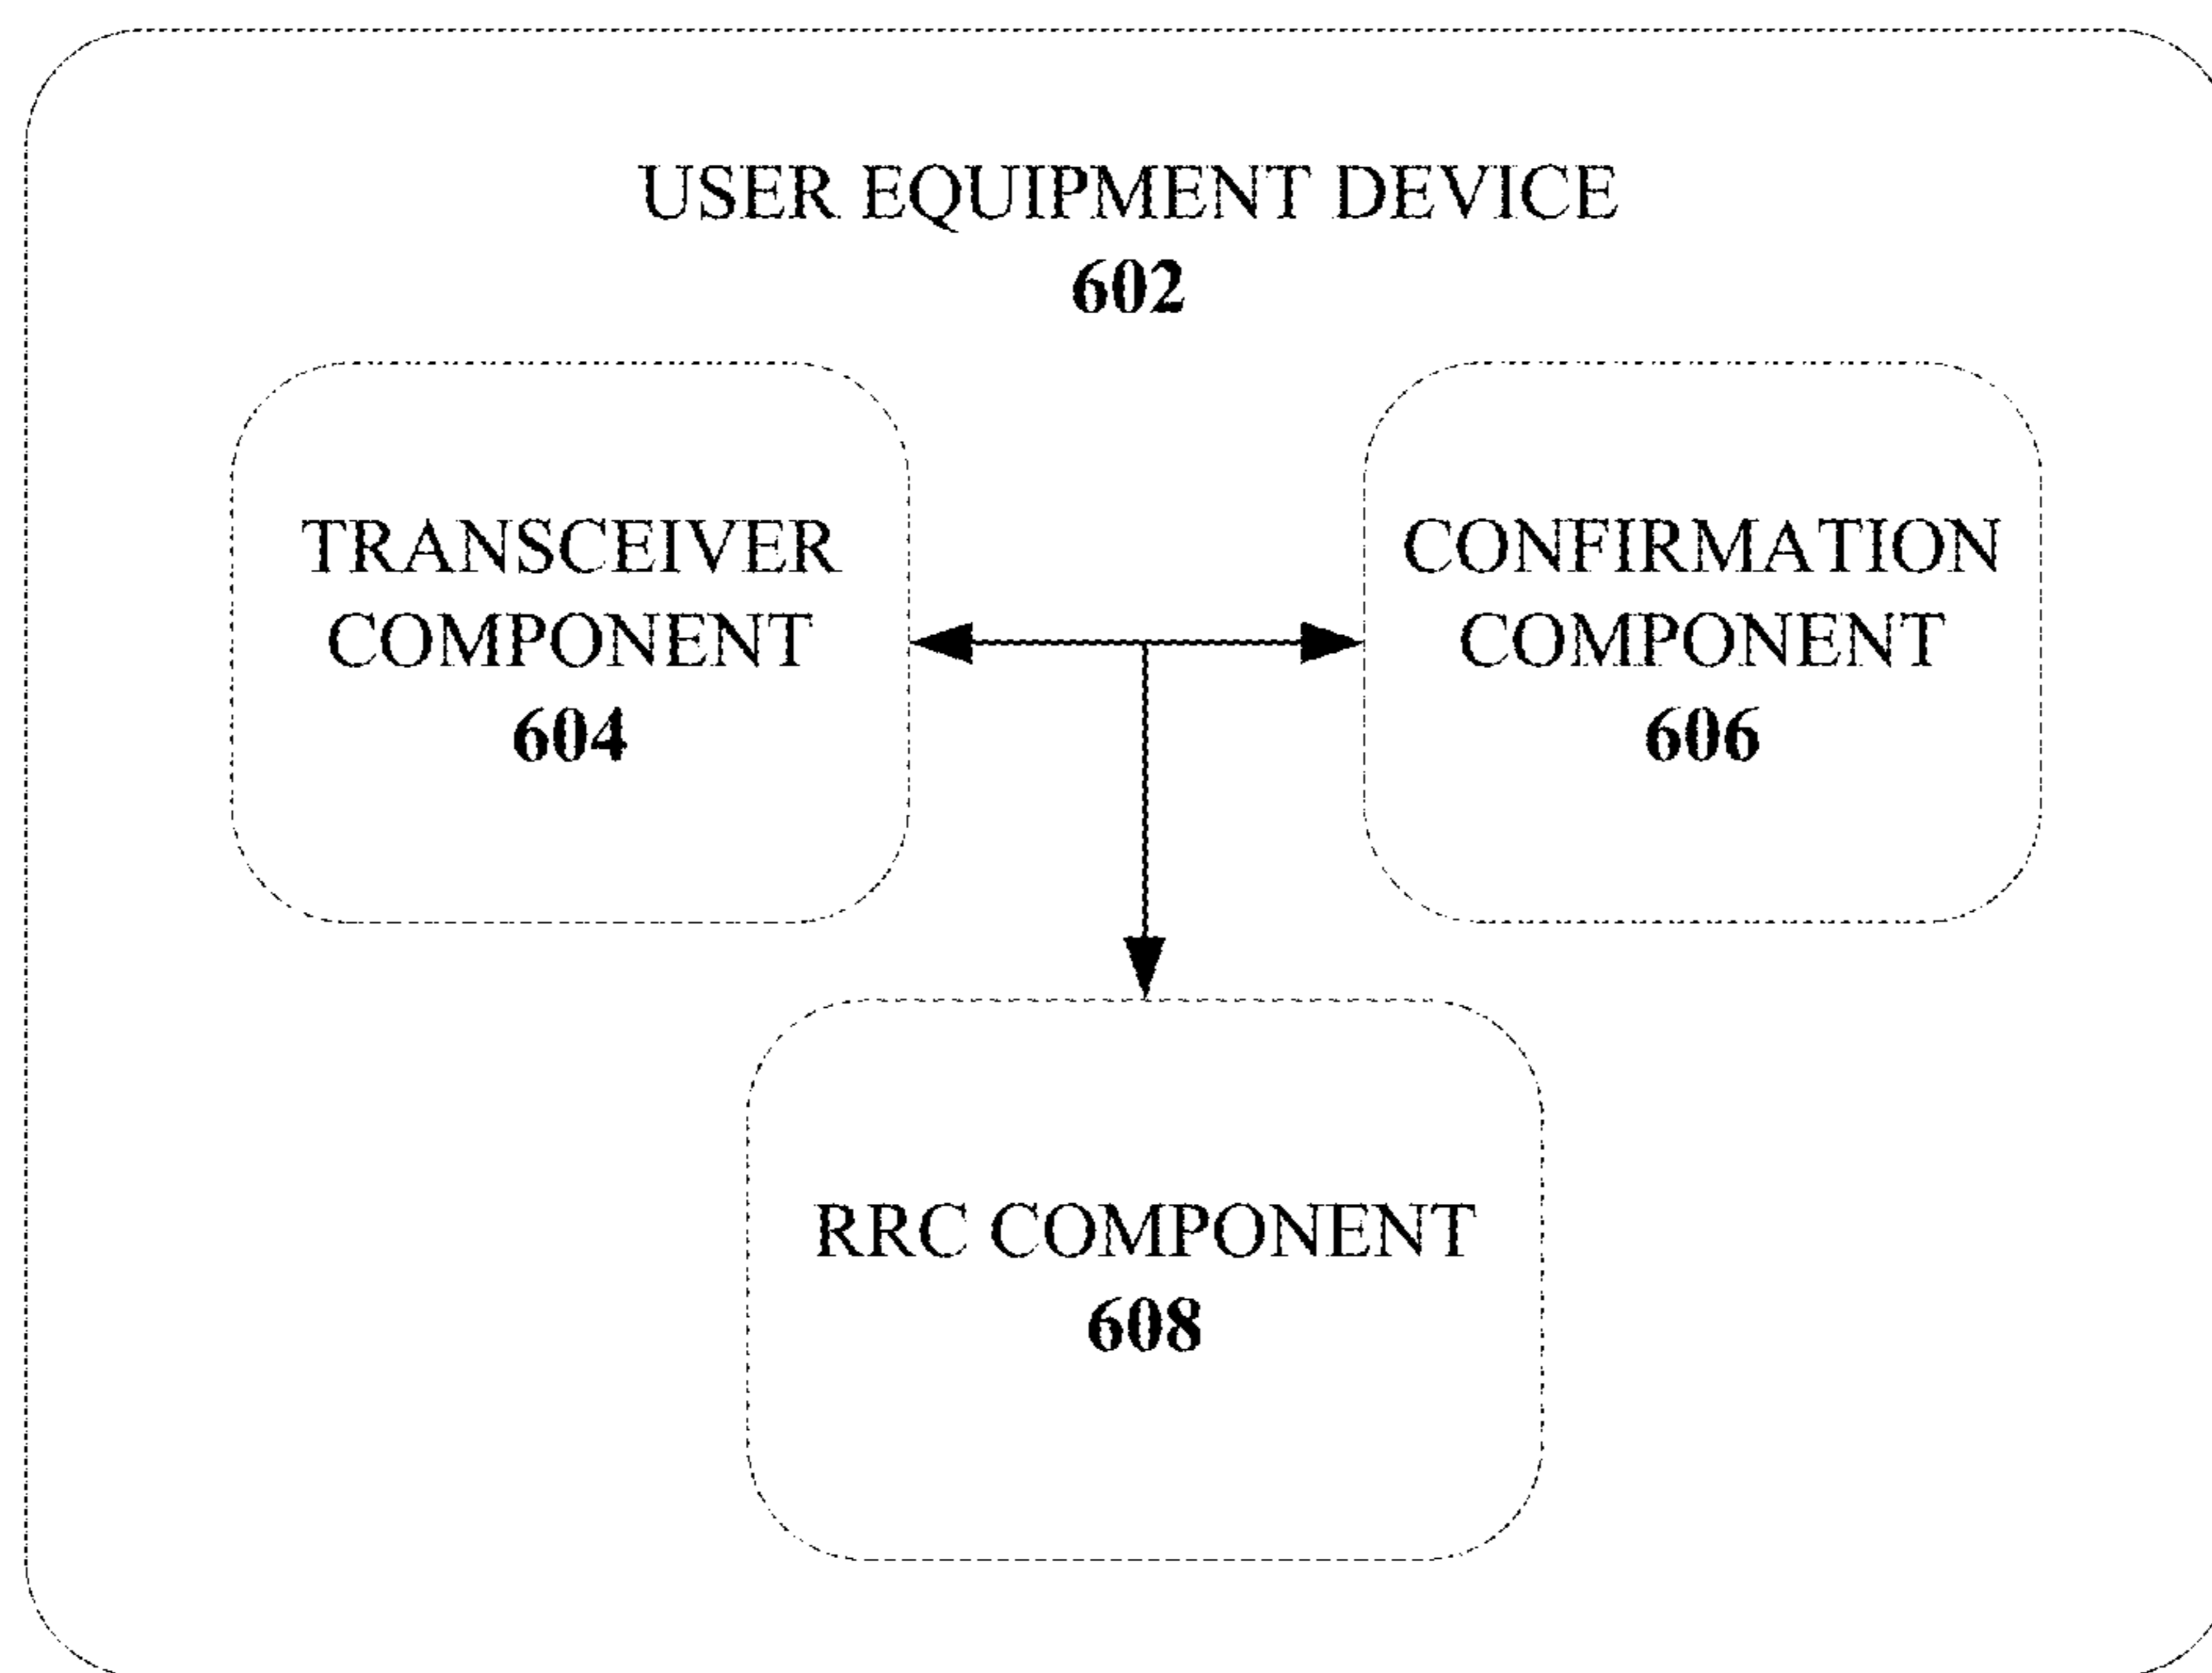 USER EQUIPMENT DEVICE
602
TRANSCEIVER
COMPONENT
604
CONFIRMATION
COMPONENT
606
RRC COMPONENT
608